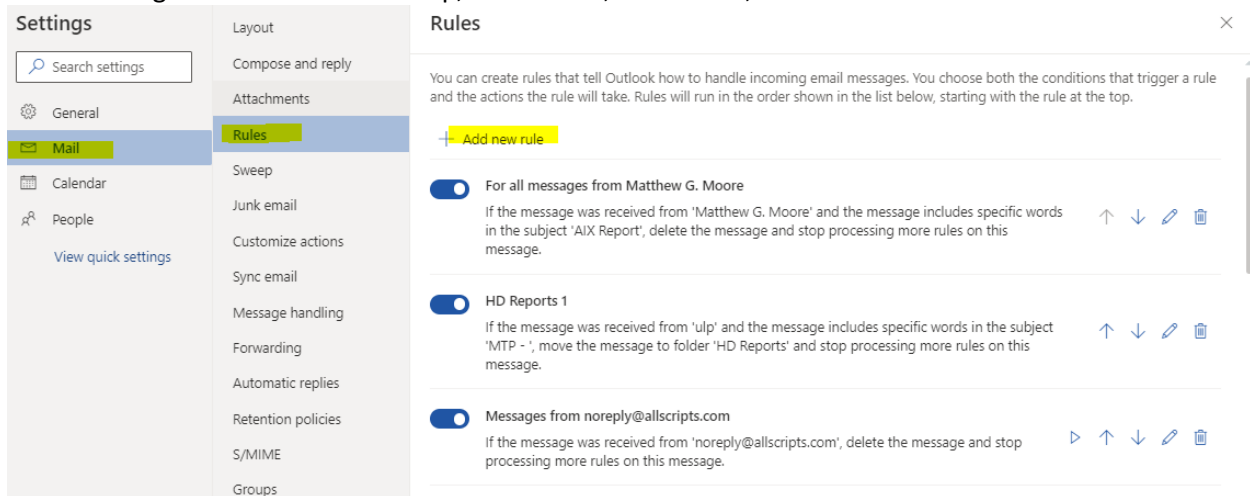 Settings
Search settings
General
Mail
Calendar
People
View quick settings
Layout
Compose and reply
Attachments
Rules
Sweep
Junk email
Customize actions
Sync email
Message handling
Forwarding
Automatic replies
Retention policies
S/MIME
Groups
Rules
You can create rules that tell Outlook how to handle incoming email messages. You choose both the conditions that trigger a rule
and the actions the rule will take. Rules will run in the order shown in the list below, starting with the rule at the top.
Add new rule
For all messages from Matthew G. Moore
If the message was received from 'Matthew G. Moore' and the message includes specific words
in the subject 'AIX Report', delete the message and stop processing more rules on this
message.
HD Reports 1
If the message was received from 'ulp' and the message includes specific words in the subject
'MTP - ', move the message to folder 'HD Reports' and stop processing more rules on this
message.
Messages from noreply@allscripts.com
If the message was received from 'noreply@allscripts.com', delete the message and stop
processing more rules on this message.